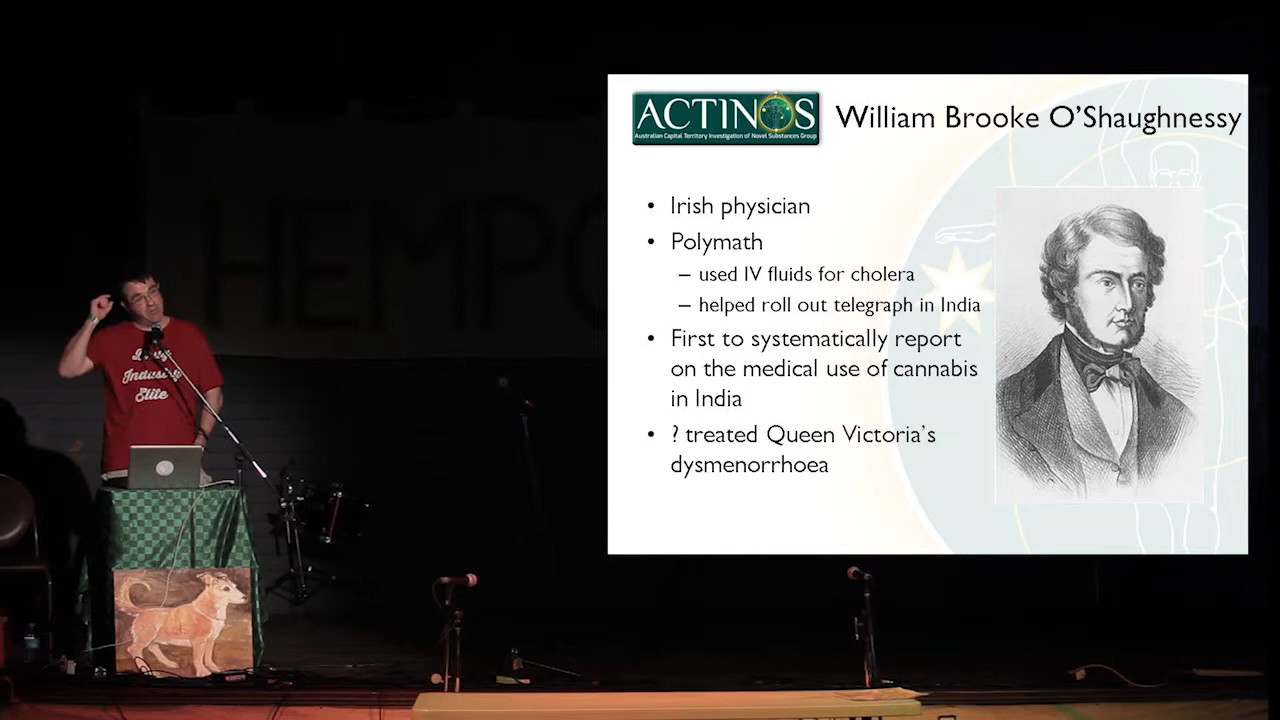 ACTINOS
Australian Capital Territory Investigation of Novel Substances Group
William Brooke O'Shaughnessy
• Irish physician
• Polymath
– used IV fluids for cholera
– helped roll out telegraph in India
• First to systematically report
on the medical use of cannabis
in India
• ? treated Queen Victoria's
dysmenorrhoea
HEMP
Industry
Elite